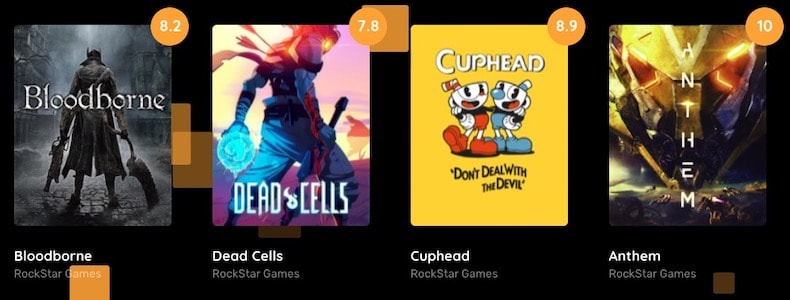 8.2
7.8
8.9
10
Bloodborne
DEAD CELLS
CUPHEAD
"DON'T DEAL WITH
THE DEVIL"
ANTHEM
Bloodborne
Dead Cells
Cuphead
Anthem
RockStar Games
RockStar Games
RockStar Games
RockStar Games